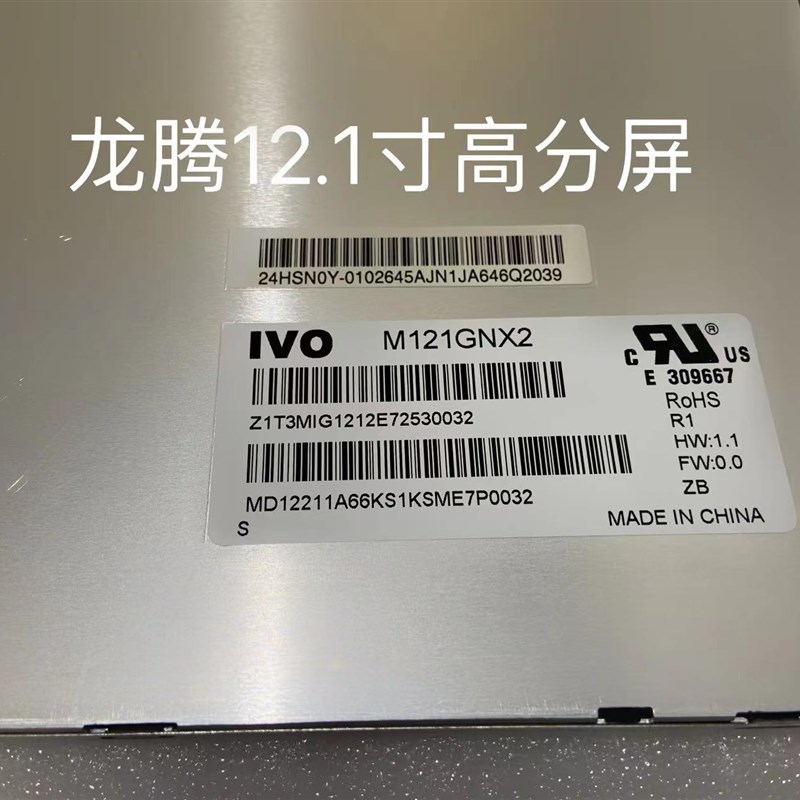 龙腾12.1寸高分屏
24HSN0Y-0102645AJN1JA646Q2039
IVO M121GNX2
Z1T3MIG1212E72530032
MD12211A66KS1KSME7P0032
S
C RU® US
E 309667
RoHS
R1
HW:1.1
FW:0.0
ZB
MADE IN CHINA